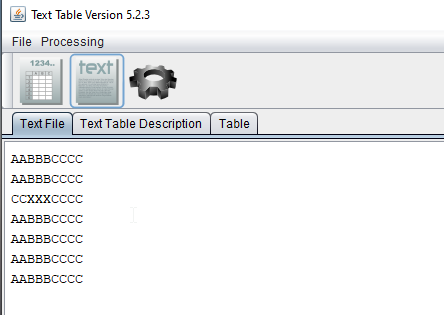 Text Table Version 5.2.3
File Processing
1234..
text
Text File Text Table Description Table
AABBBCCCC
AABBBCCCC
CCXXXCCCC
AABBBCCCC
AABBBCCCC
AABBBCCCC
AABBBCCCC